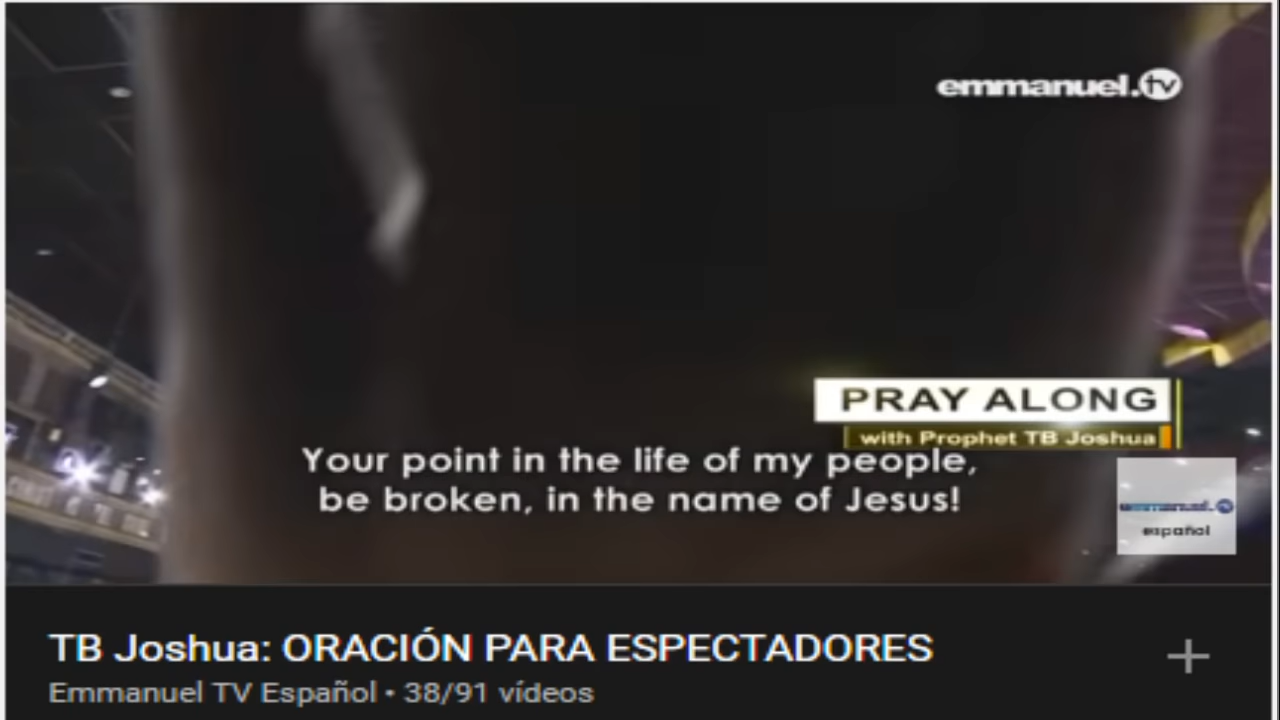 emmanuel.tv
PRAY ALONG
with Prophet TB Joshua
Your point in the life of my people,
be broken, in the name of Jesus!
emmanuel.tv
español
TB Joshua: ORACIÓN PARA ESPECTADORES
Emmanuel TV Español • 38/91 vídeos